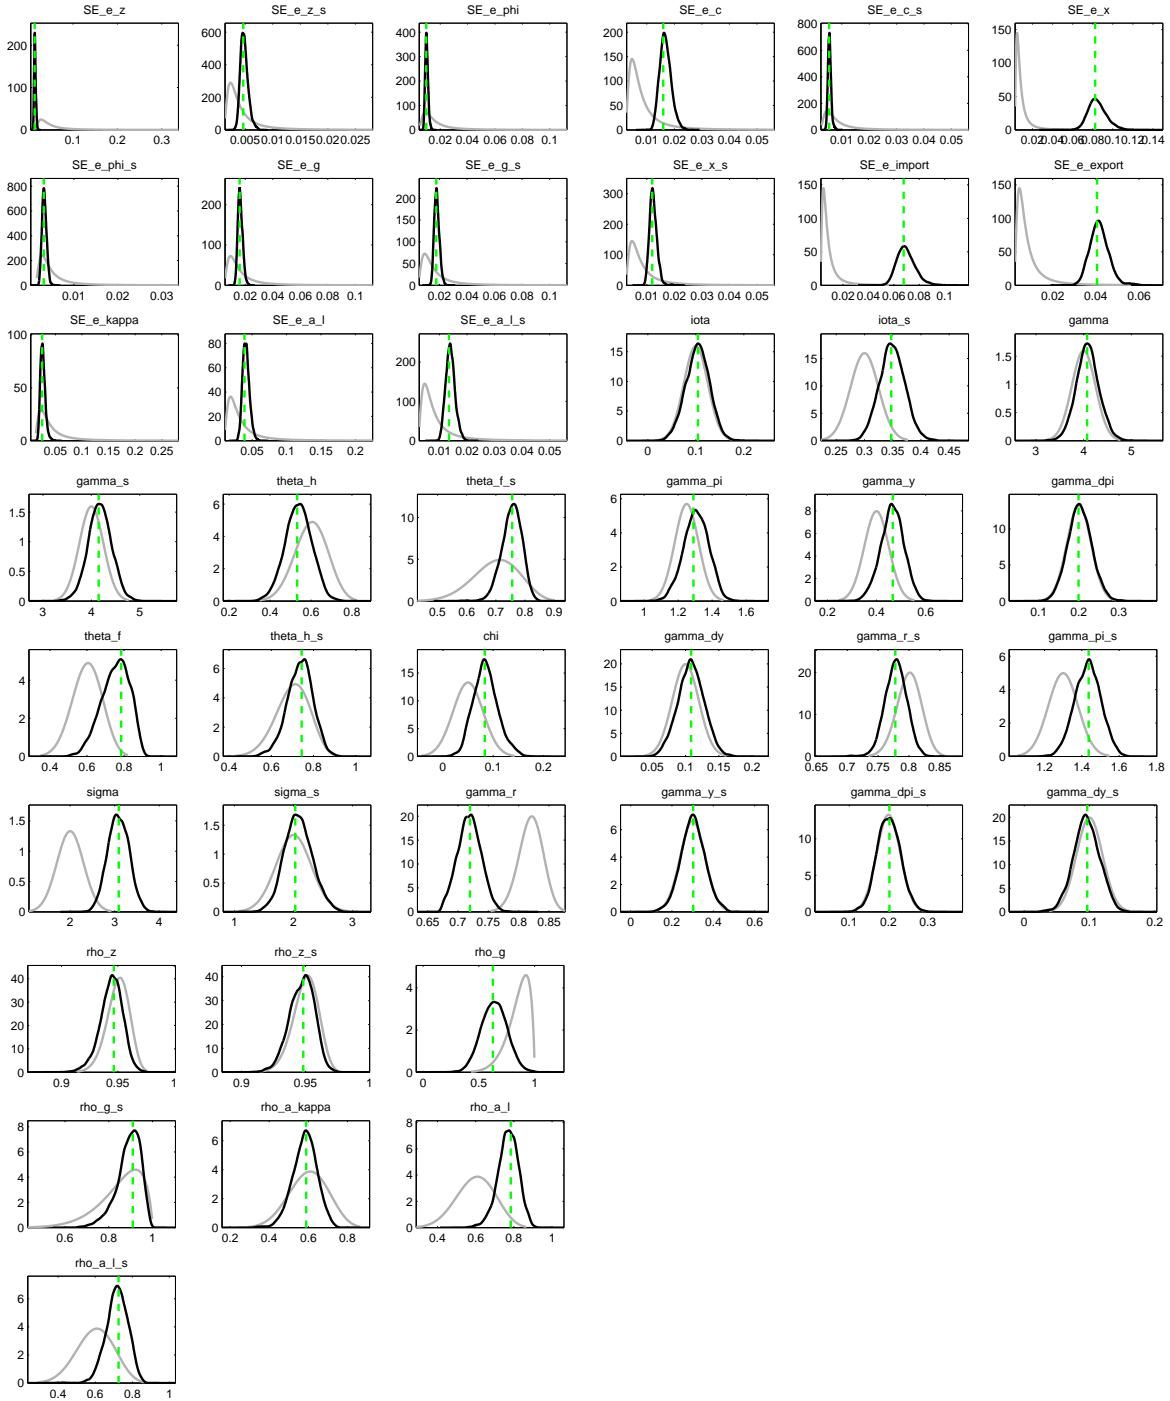 SE_e_z SE_e_z_s SE_e_phi SE_e_c SE_e_c_s SE_e_x
200 100 0 0.1 0.2 0.3
600 400 200 0 0.005 0.01 0.015 0.02 0.025
400 300 200 100 0 0.02 0.04 0.06 0.08 0.1
200 150 100 50 0 0.01 0.02 0.03 0.04 0.05
800 600 400 200 0 0.01 0.02 0.03 0.04 0.05
150 100 50 0 0.02 0.04 0.06 0.08 0.10 0.12 0.14
SE_e_phi_s SE_e_g SE_e_g_s SE_e_x_s SE_e_import SE_e_export
800 600 400 200 0 0.01 0.02 0.03
200 100 0 0.02 0.04 0.06 0.08 0.1
250 200 150 100 50 0 0.02 0.04 0.06 0.08 0.1
300 200 100 0 0.01 0.02 0.03 0.04 0.05
150 100 50 0 0.02 0.04 0.06 0.08 0.1
150 100 50 0 0.02 0.04 0.06
SE_e_kappa SE_e_a_l SE_e_a_l_s iota iota_s gamma
100 50 0 0.05 0.1 0.15 0.2 0.25
80 60 40 20 0 0.05 0.1 0.15 0.2
200 100 0 0.02 0.04 0.06 0.08
15 10 5 0 0 0.1 0.2
15 10 5 0 0.25 0.3 0.35 0.4 0.45
1.5 1 0.5 0 3 4 5
gamma_s theta_h theta_f_s gamma_pi gamma_y gamma_dpi
1.5 1 0.5 0 3 4 5
6 4 2 0 0.2 0.4 0.6 0.8
10 5 0 0.5 0.6 0.7 0.8 0.9
6 4 2 0 1 1.2 1.4 1.6
8 6 4 2 0 0.2 0.4 0.6
10 5 0 0.1 0.2 0.3
theta_f theta_h_s chi gamma_dy gamma_r_s gamma_pi_s
4 2 0 0.4 0.6 0.8
6 4 2 0 0.4 0.6 0.8 1
15 10 5 0 0 0.1 0.2
20 15 10 5 0 0.05 0.1 0.15 0.2
20 10 0 0.65 0.7 0.75 0.8 0.85
6 4 2 0 1.2 1.4 1.6 1.8
sigma sigma_s gamma_r gamma_y_s gamma_dpi_s gamma_dy_s
1.5 1 0.5 0 2 3 4
1.5 1 0.5 0 1 2 3
20 15 10 5 0 0.65 0.7 0.75 0.8 0.85
6 4 2 0 0 0.2 0.4 0.6
10 5 0 0.1 0.2 0.3
20 15 10 5 0 0 0.1 0.2
rho_z rho_z_s rho_g
40 30 20 10 0 0.9 0.95 1
40 30 20 10 0 0.9 0.95 1
4 2 0 0 0.5 1
rho_g_s rho_a_kappa rho_a_l
8 6 4 2 0 0.6 0.8 1
6 4 2 0 0.2 0.4 0.6 0.8
8 6 4 2 0 0.4 0.6 0.8 1
rho_a_l_s
6 4 2 0 0.4 0.6 0.8 1